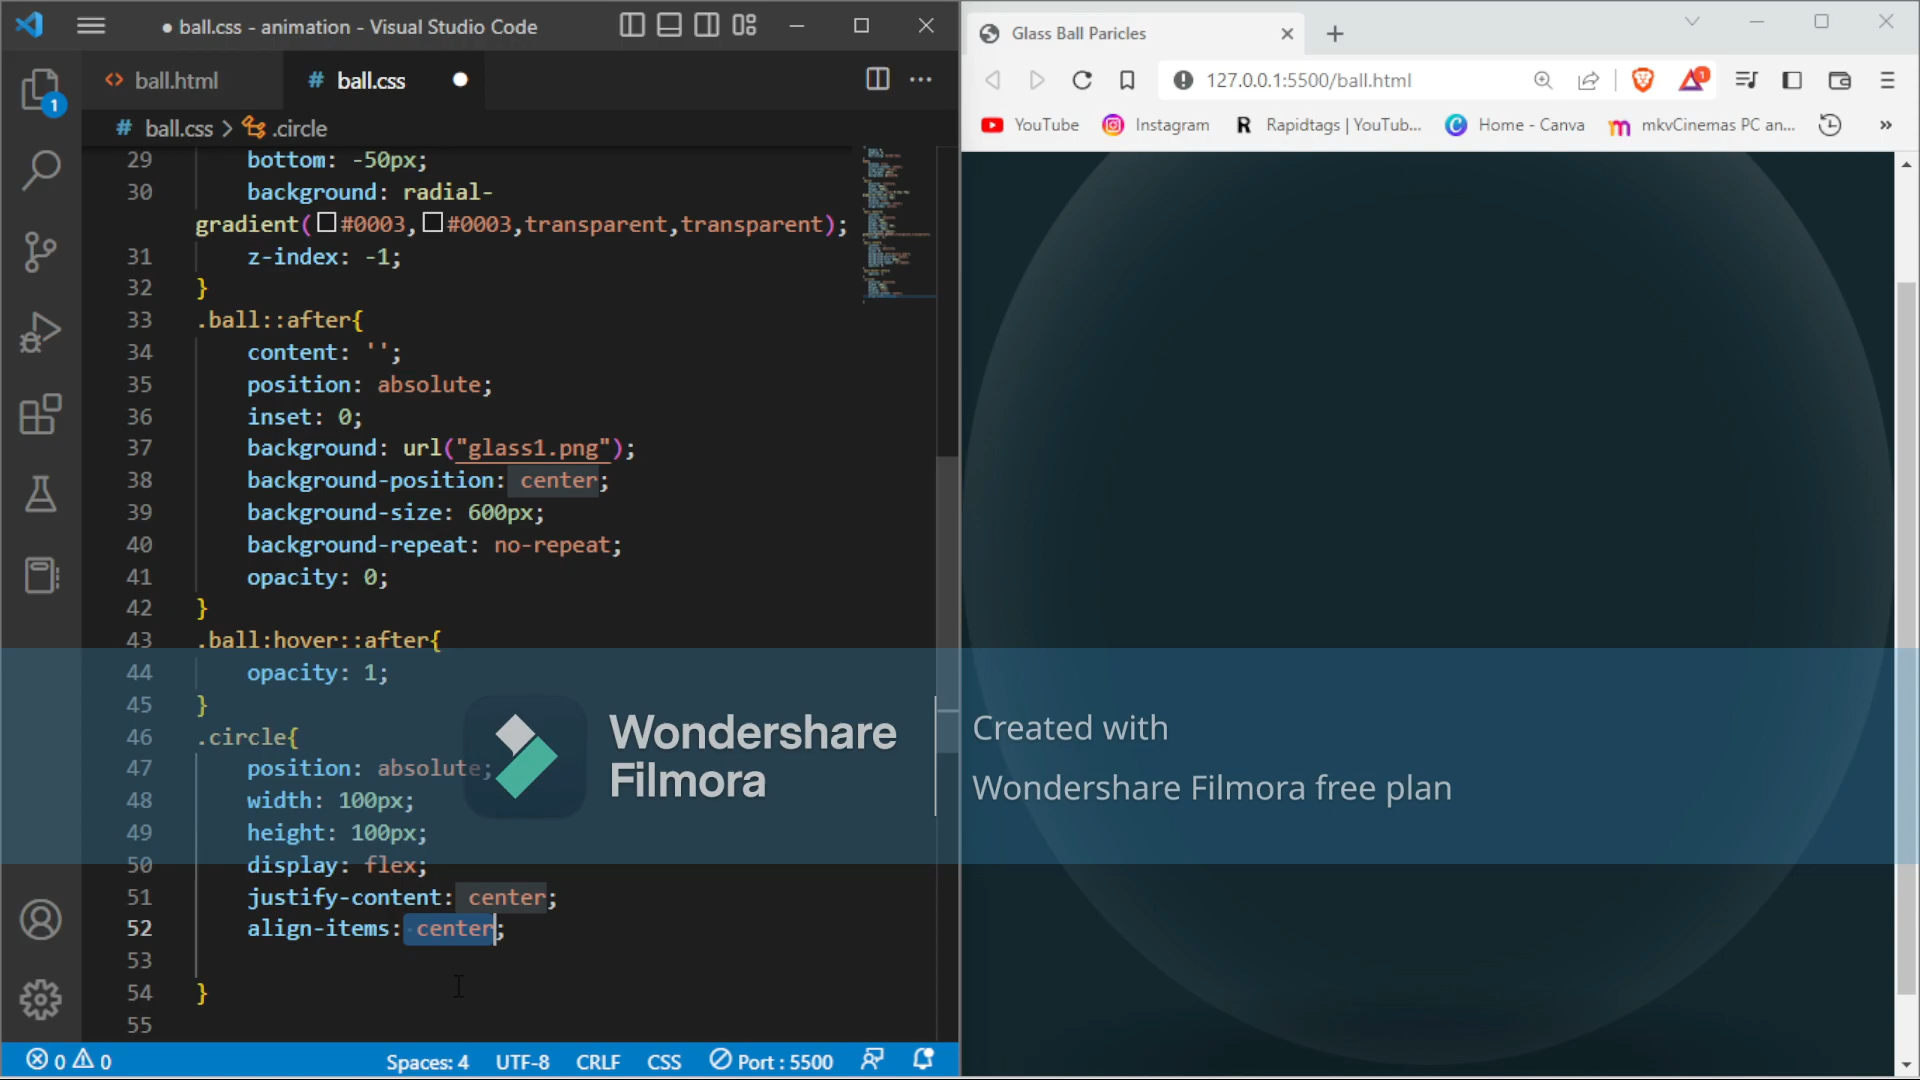 ball.css - animation - Visual Studio Code
ball.html
ball.css
1
ball.css > .circle
29 bottom: -50px;
30 background: radial-
gradient(#0003,#0003,transparent,transparent);
31 z-index: -1;
32 }
33 .ball::after{
34 content: '';
35 position: absolute;
36 inset: 0;
37 background: url("glass1.png");
38 background-position: center;
39 background-size: 600px;
40 background-repeat: no-repeat;
41 opacity: 0;
42 }
43 .ball:hover::after{
44 opacity: 1;
45 }
46 .circle{
47 position: absolute;
48 width: 100px;
49 height: 100px;
50 display: flex;
51 justify-content: center;
52 align-items: center;
53
54 }
55
0 0
Spaces: 4 UTF-8 CRLF CSS Port : 5500
Glass Ball Paricles
127.0.0.1:5500/ball.html
1
YouTube Instagram Rapidtags | YouTub... Home - Canva mkvCinemas PC an...
Wondershare
Filmora
Created with
Wondershare Filmora free plan